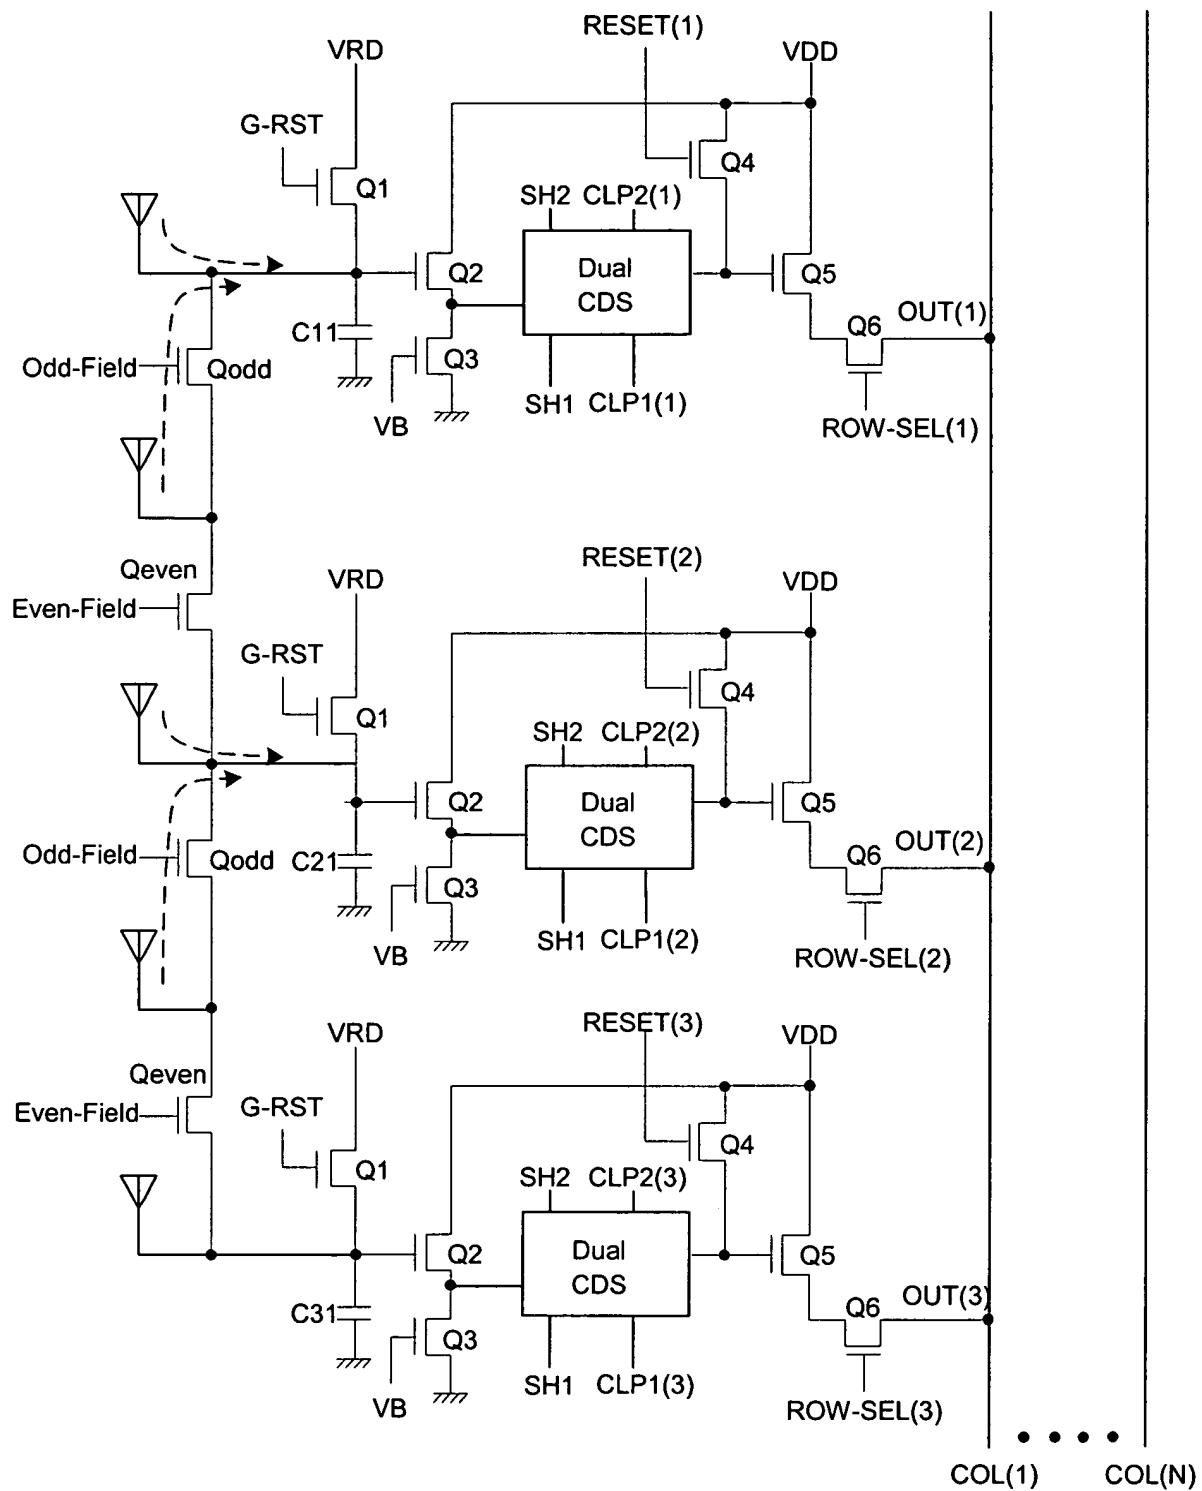 RESET(1)
VRD
VDD
G-RST
Q1
Q4
SH2 CLP2(1)
Q2
Dual
CDS
Q5
C11
Q3
OUT(1)
Q6
Odd-Field
Qodd
VB
SH1 CLP1(1)
ROW-SEL(1)
Qeven
Even-Field
VRD
RESET(2)
VDD
G-RST
Q1
Q4
SH2 CLP2(2)
Q2
Dual
CDS
Q5
Odd-Field
Qodd
C21
Q3
OUT(2)
Q6
VB
SH1 CLP1(2)
ROW-SEL(2)
RESET(3)
VRD
VDD
Qeven
Even-Field
G-RST
Q1
Q4
SH2 CLP2(3)
Q2
Dual
CDS
Q5
C31
Q3
OUT(3)
Q6
VB
SH1 CLP1(3)
ROW-SEL(3)
COL(1) COL(N)